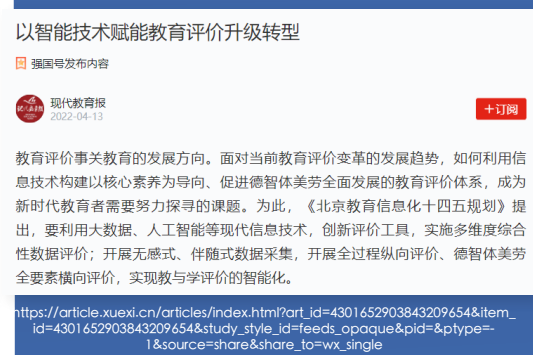 以智能技术赋能教育评价升级转型
强国号发布内容
现代教育报
2022-04-13
+订阅
教育评价事关教育的发展方向。面对当前教育评价变革的发展趋势，如何利用信
息技术构建以核心素养为导向、促进德智体美劳全面发展的教育评价体系，成为
新时代教育者需要努力探寻的课题。为此，《北京教育信息化十四五规划》提
出，要利用大数据、人工智能等现代信息技术，创新评价工具，实施多维度综合
性数据评价；开展无感式、伴随式数据采集，开展全过程纵向评价、德智体美劳
全要素横向评价，实现教与学评价的智能化。
https://article.xuexi.cn/articles/index.html?art_id=4301652903843209654&item_
id=4301652903843209654&study_style_id=feeds_opaque&pid=&ptype=-
1&source=share&share_to=wx_single